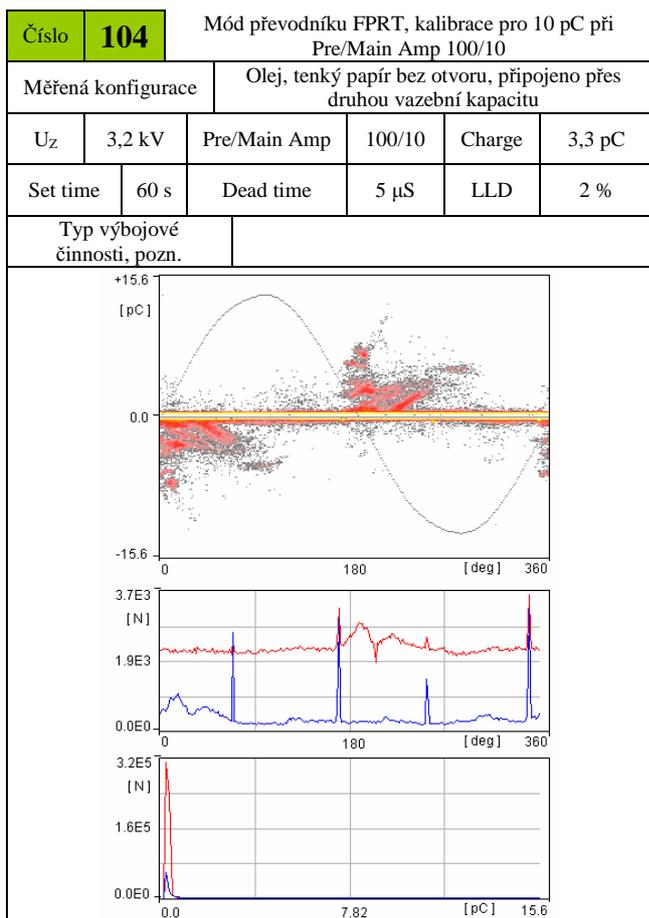 Číslo 104 Mód převodníku FPRT, kalibrace pro 10 pC při
Pre/Main Amp 100/10
Měřená konfigurace Olej, tenký papír bez otvoru, připojeno přes
druhou vazební kapacitu
UZ 3,2 kV Pre/Main Amp 100/10 Charge 3,3 pC
Set time 60 s Dead time 5 μS LLD 2 %
Typ výbojové
činnosti, pozn.
+15.6
[pC]
0.0
-15.6
0 180 [deg] 360
3.7E3
[N]
1.9E3
0.0E0
0 180 [deg] 360
3.2E5
[N]
1.6E5
0.0E0
0.0 7.82 [pC] 15.6